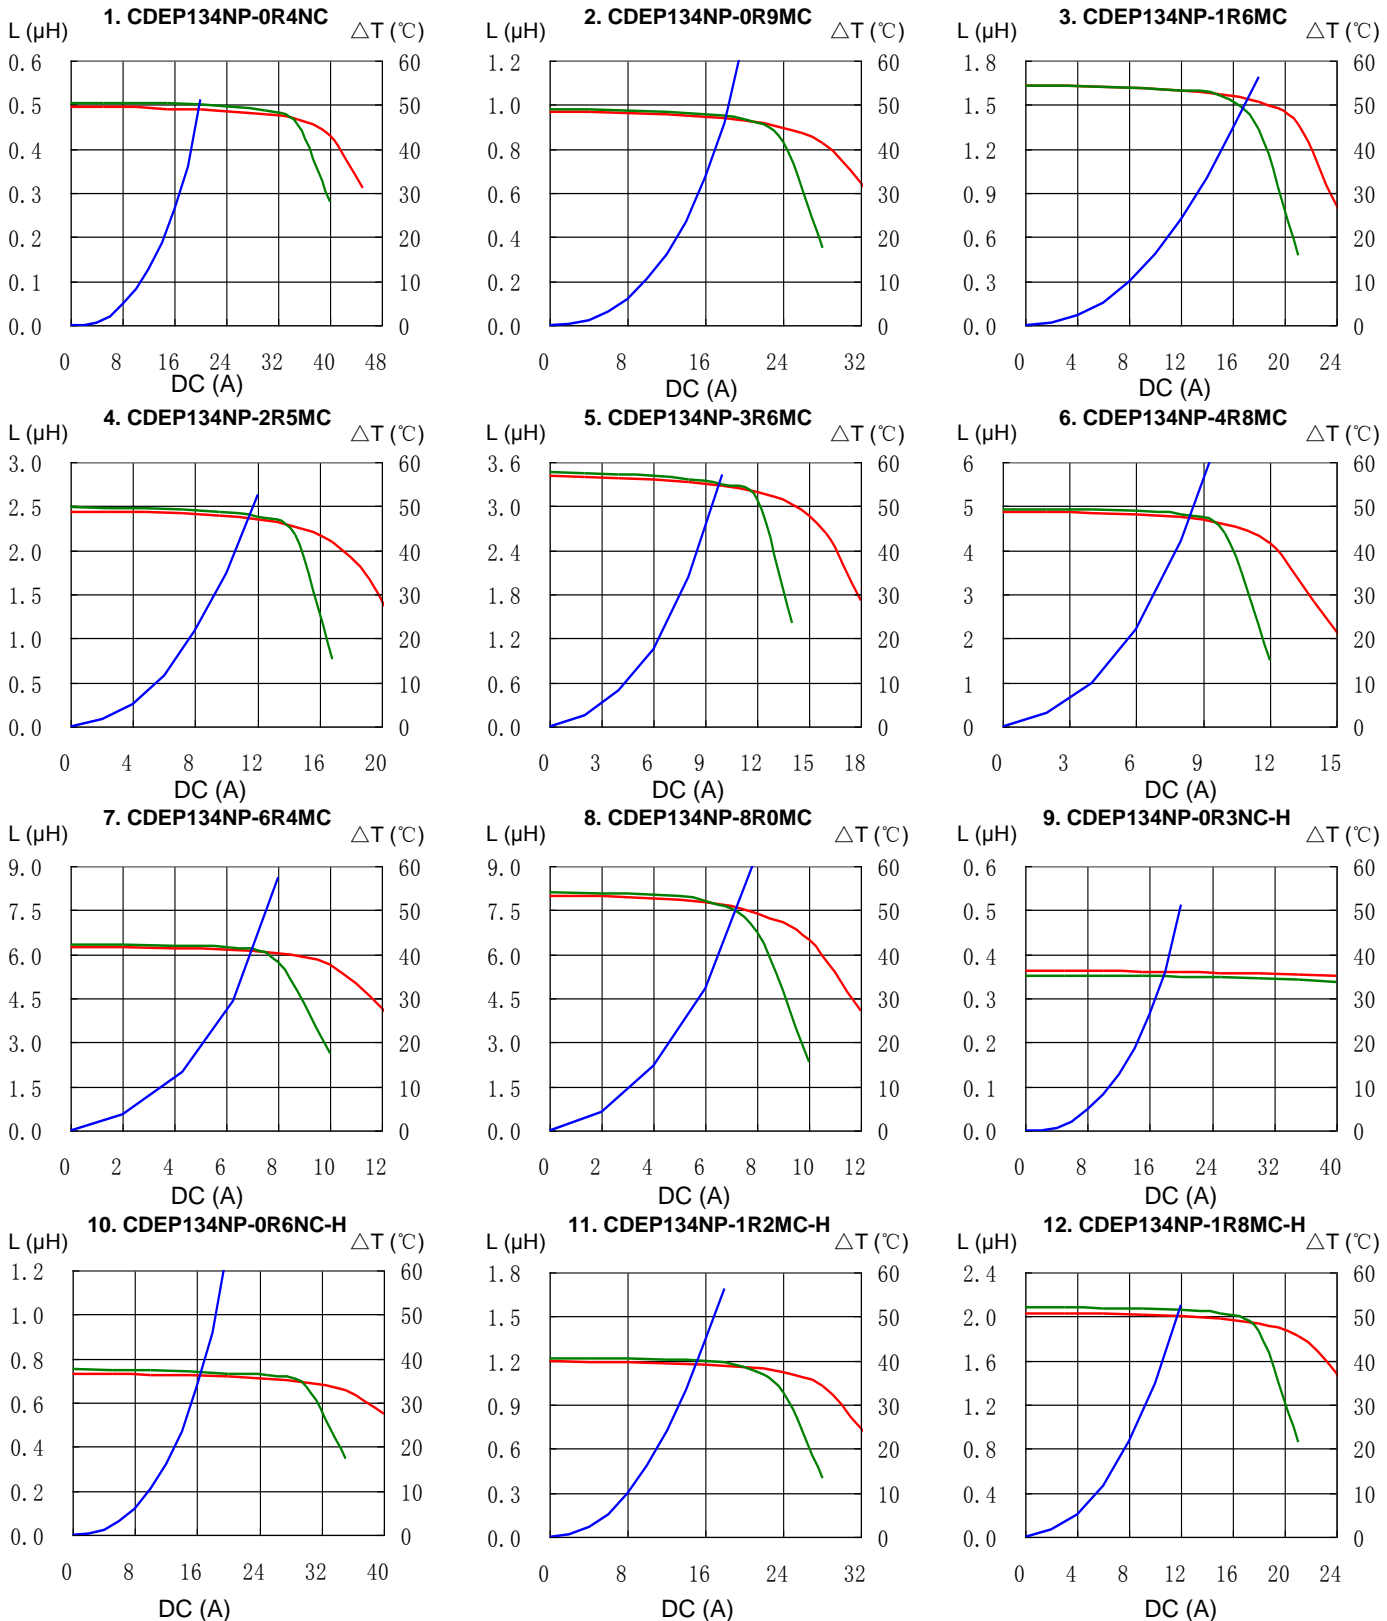 1. CDEP134NP-0R4NC
L (μH)
△T (℃)
0.6
0.5
0.4
0.3
0.2
0.1
0.0
60
50
40
30
20
10
0
0 8 16 24 32 40 48
DC (A)
2. CDEP134NP-0R9MC
L (μH)
△T (℃)
1.2
1.0
0.8
0.6
0.4
0.2
0.0
60
50
40
30
20
10
0
0 8 16 24 32
DC (A)
3. CDEP134NP-1R6MC
L (μH)
△T (℃)
1.8
1.5
1.2
0.9
0.6
0.3
0.0
60
50
40
30
20
10
0
0 4 8 12 16 20 24
DC (A)
4. CDEP134NP-2R5MC
L (μH)
△T (℃)
3.0
2.5
2.0
1.5
1.0
0.5
0.0
60
50
40
30
20
10
0
0 4 8 12 16 20
DC (A)
5. CDEP134NP-3R6MC
L (μH)
△T (℃)
3.6
3.0
2.4
1.8
1.2
0.6
0.0
60
50
40
30
20
10
0
0 3 6 9 12 15 18
DC (A)
6. CDEP134NP-4R8MC
L (μH)
△T (℃)
6
5
4
3
2
1
0
60
50
40
30
20
10
0
0 3 6 9 12 15
DC (A)
7. CDEP134NP-6R4MC
L (μH)
△T (℃)
9.0
7.5
6.0
4.5
3.0
1.5
0.0
60
50
40
30
20
10
0
0 2 4 6 8 10 12
DC (A)
8. CDEP134NP-8R0MC
L (μH)
△T (℃)
9.0
7.5
6.0
4.5
3.0
1.5
0.0
60
50
40
30
20
10
0
0 2 4 6 8 10 12
DC (A)
9. CDEP134NP-0R3NC-H
L (μH)
△T (℃)
0.6
0.5
0.4
0.3
0.2
0.1
0.0
60
50
40
30
20
10
0
0 8 16 24 32 40
DC (A)
10. CDEP134NP-0R6NC-H
L (μH)
△T (℃)
1.2
1.0
0.8
0.6
0.4
0.2
0.0
60
50
40
30
20
10
0
0 8 16 24 32 40
DC (A)
11. CDEP134NP-1R2MC-H
L (μH)
△T (℃)
1.8
1.5
1.2
0.9
0.6
0.3
0.0
60
50
40
30
20
10
0
0 8 16 24 32
DC (A)
12. CDEP134NP-1R8MC-H
L (μH)
△T (℃)
2.4
2.0
1.6
1.2
0.8
0.4
0.0
60
50
40
30
20
10
0
0 4 8 12 16 20 24
DC (A)